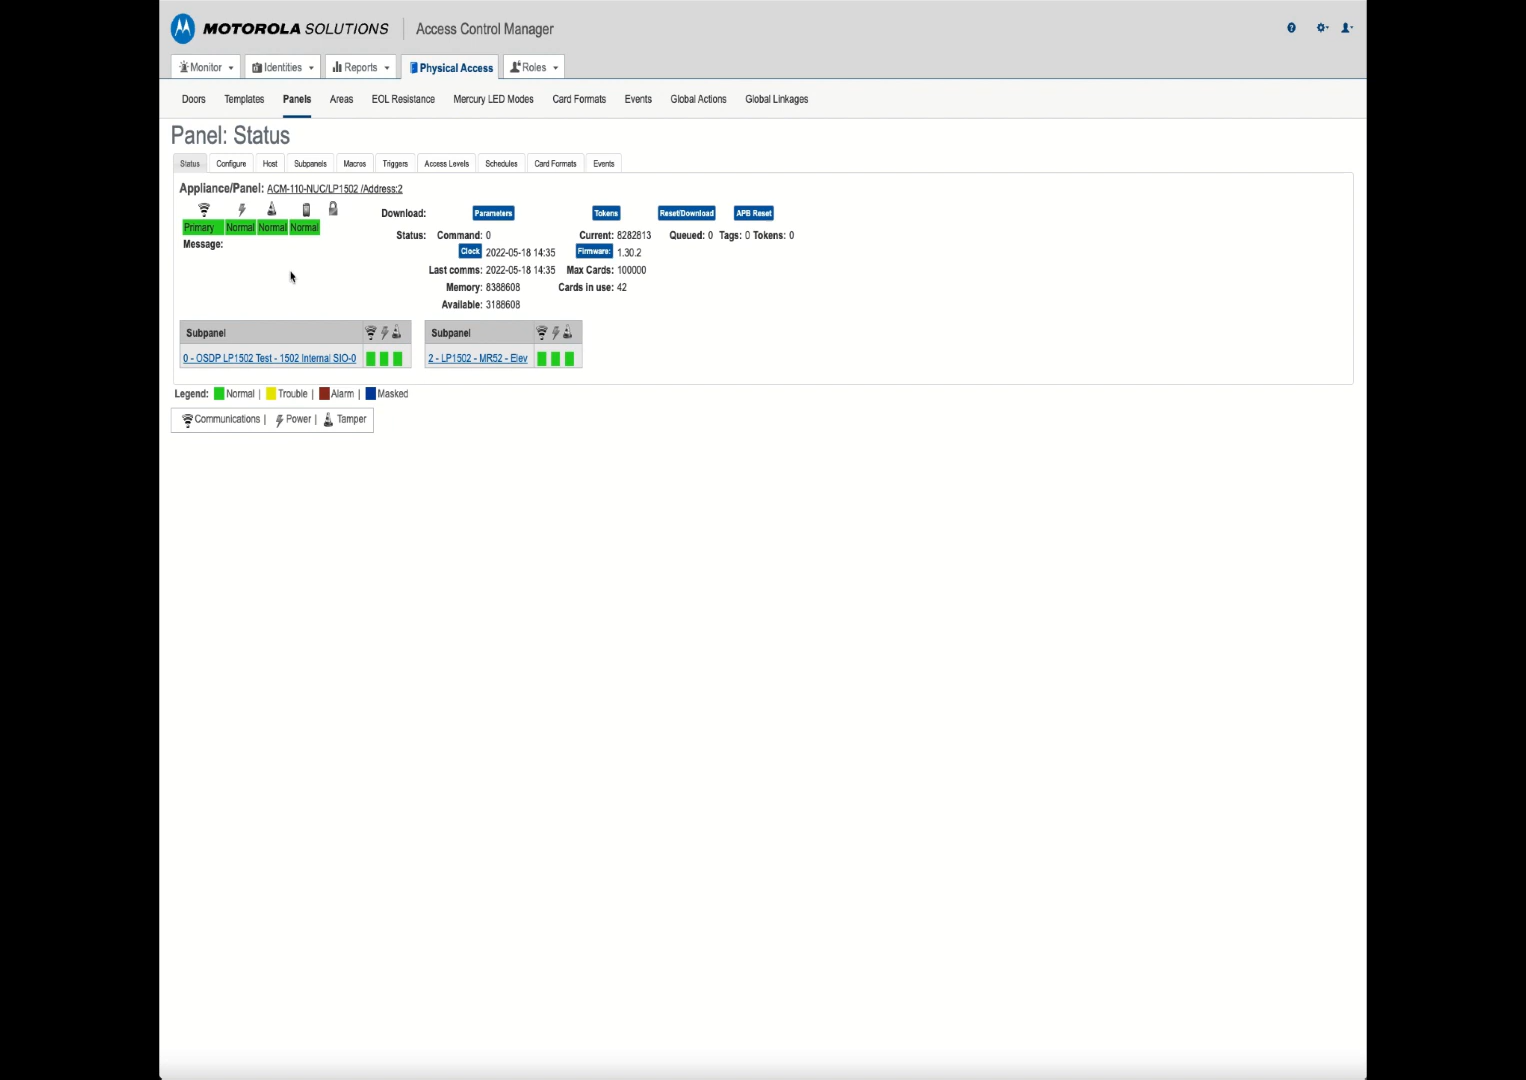 MOTOROLA SOLUTIONS Access Control Manager
Monitor Identities Reports Physical Access Roles
Doors Templates Panels Areas EOL Resistance Mercury LED Modes Card Formats Events Global Actions Global Linkages
Panel: Status
Status Configure Host Subpanels Macros Triggers Access Levels Schedules Card Formats Events
Appliance/Panel: ACM-110-NUC/LP1502 /Address:2
Download: Parameters Tokens Reset/Download APB Reset
Primary Normal Normal Normal
Status: Command: 0 Current: 8282813 Queued: 0 Tags: 0 Tokens: 0
Message:
Clock 2022-05-18 14:35 Firmware: 1.30.2
Last comms: 2022-05-18 14:35 Max Cards: 100000
Memory: 8388608 Cards in use: 42
Available: 3188608
Subpanel Subpanel
0 - OSDP LP1502 Test - 1502 Internal SIO-0 2 - LP1502 - MR52 - Elev
Legend: Normal | Trouble | Alarm | Masked
Communications | Power | Tamper